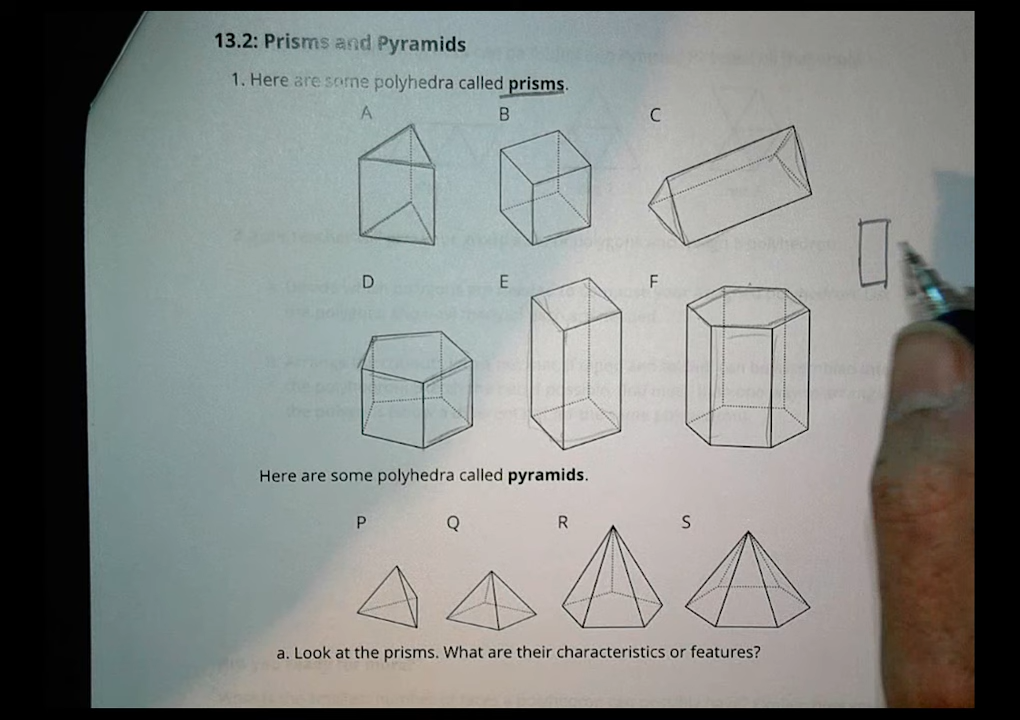 13.2: Prisms and Pyramids
1. Here are some polyhedra called prisms.
A B C
D E F
Here are some polyhedra called pyramids.
P Q R S
a. Look at the prisms. What are their characteristics or features?